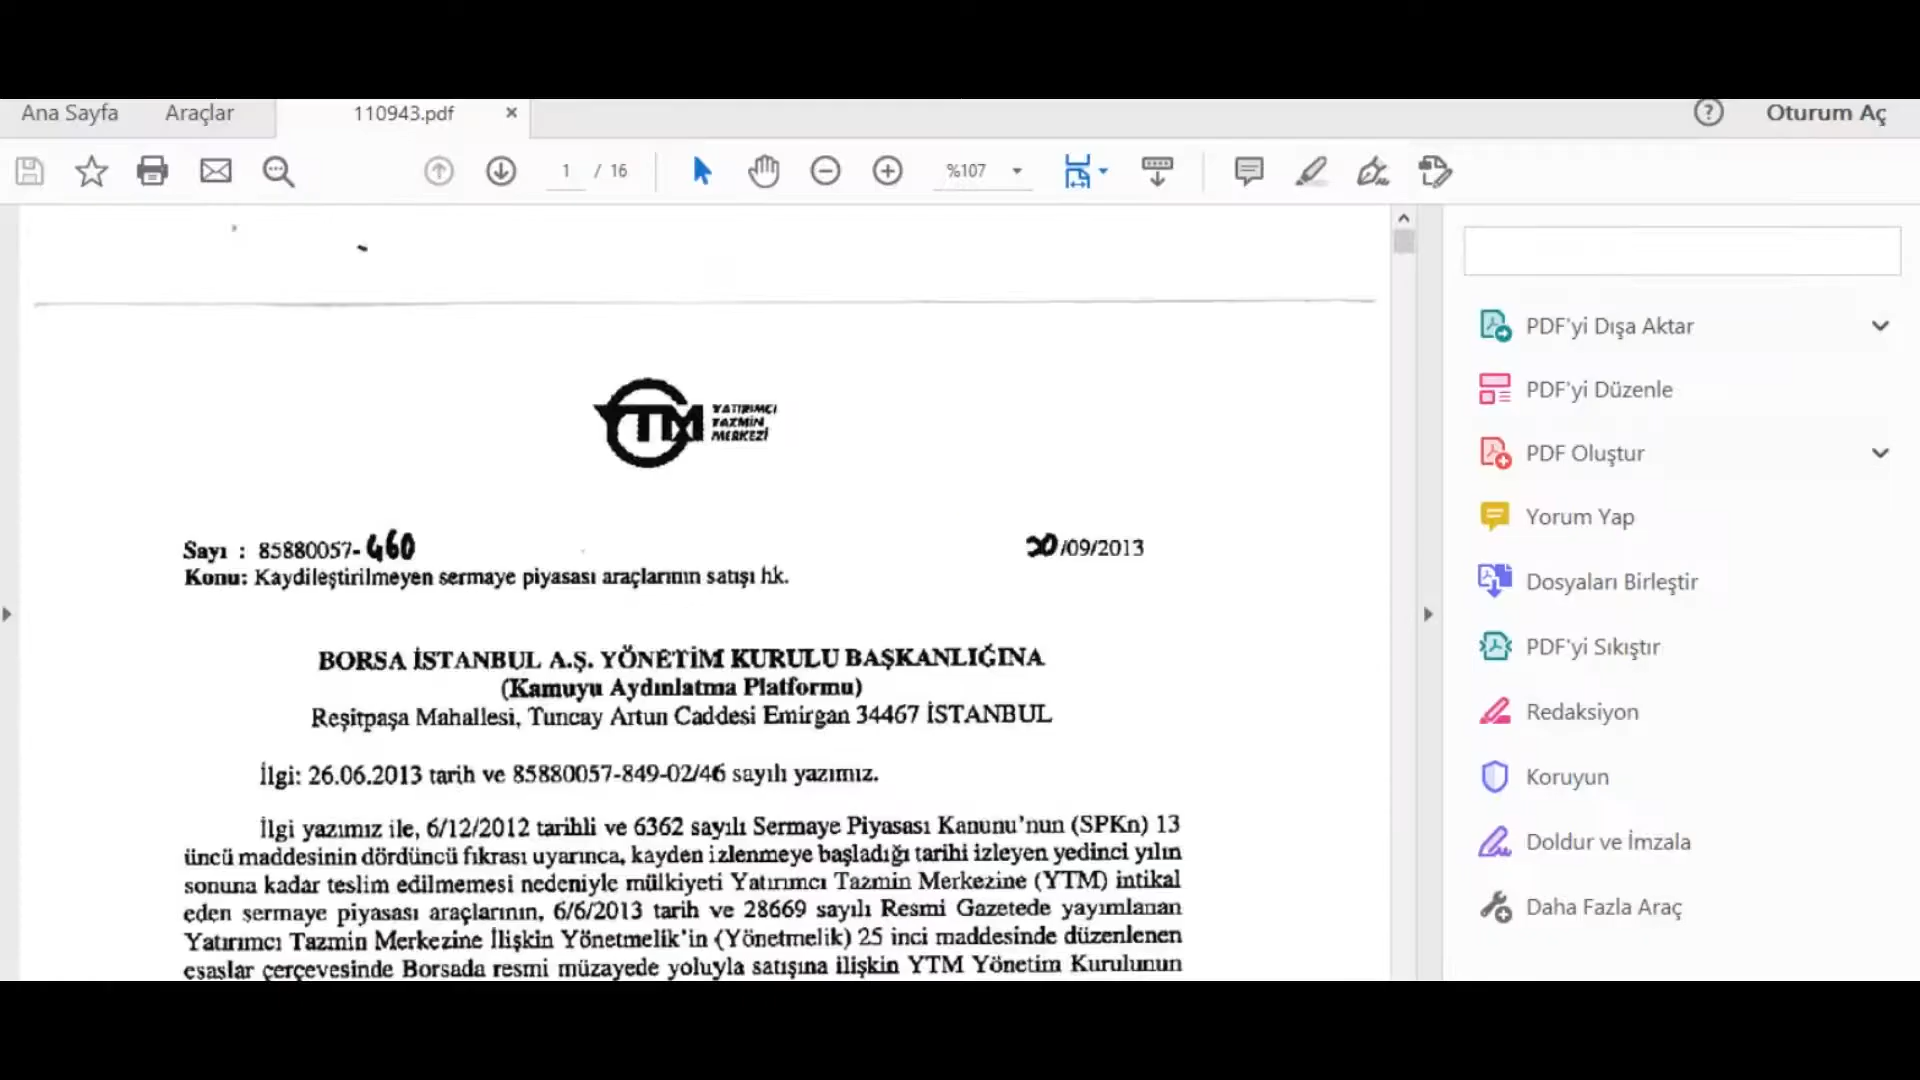 Ana Sayfa Araçlar 110943.pdf × ? Oturum Aç
1 / 16 %107
PDF'yi Dışa Aktar
PDF'yi Düzenle
PDF Oluştur
Yorum Yap
Dosyaları Birleştir
PDF'yi Sıkıştır
Redaksiyon
Koruyun
Doldur ve İmzala
Daha Fazla Araç
YTM YATIRIMCI
TAZMİN
MERKEZİ
Sayı : 85880057-460 20/09/2013
Konu: Kaydileştirilmeyen sermaye piyasası araçlarının satışı hk.
BORSA İSTANBUL A.Ş. YÖNETİM KURULU BAŞKANLIĞINA
(Kamuyu Aydınlatma Platformu)
Reşitpaşa Mahallesi, Tuncay Artun Caddesi Emirgan 34467 İSTANBUL
İlgi: 26.06.2013 tarih ve 85880057-849-02/46 sayılı yazımız.
İlgi yazımız ile, 6/12/2012 tarihli ve 6362 sayılı Sermaye Piyasası Kanunu'nun (SPKn) 13
üncü maddesinin dördüncü fıkrası uyarınca, kayden izlenmeye başladığı tarihi izleyen yedinci yılın
sonuna kadar teslim edilmemesi nedeniyle mülkiyeti Yatırımcı Tazmin Merkezine (YTM) intikal
eden sermaye piyasası araçlarının, 6/6/2013 tarih ve 28669 sayılı Resmi Gazetede yayımlanan
Yatırımcı Tazmin Merkezine İlişkin Yönetmelik'in (Yönetmelik) 25 inci maddesinde düzenlenen
esaslar çerçevesinde Borsada resmi müzayede yoluyla satışına ilişkin YTM Yönetim Kurulunun